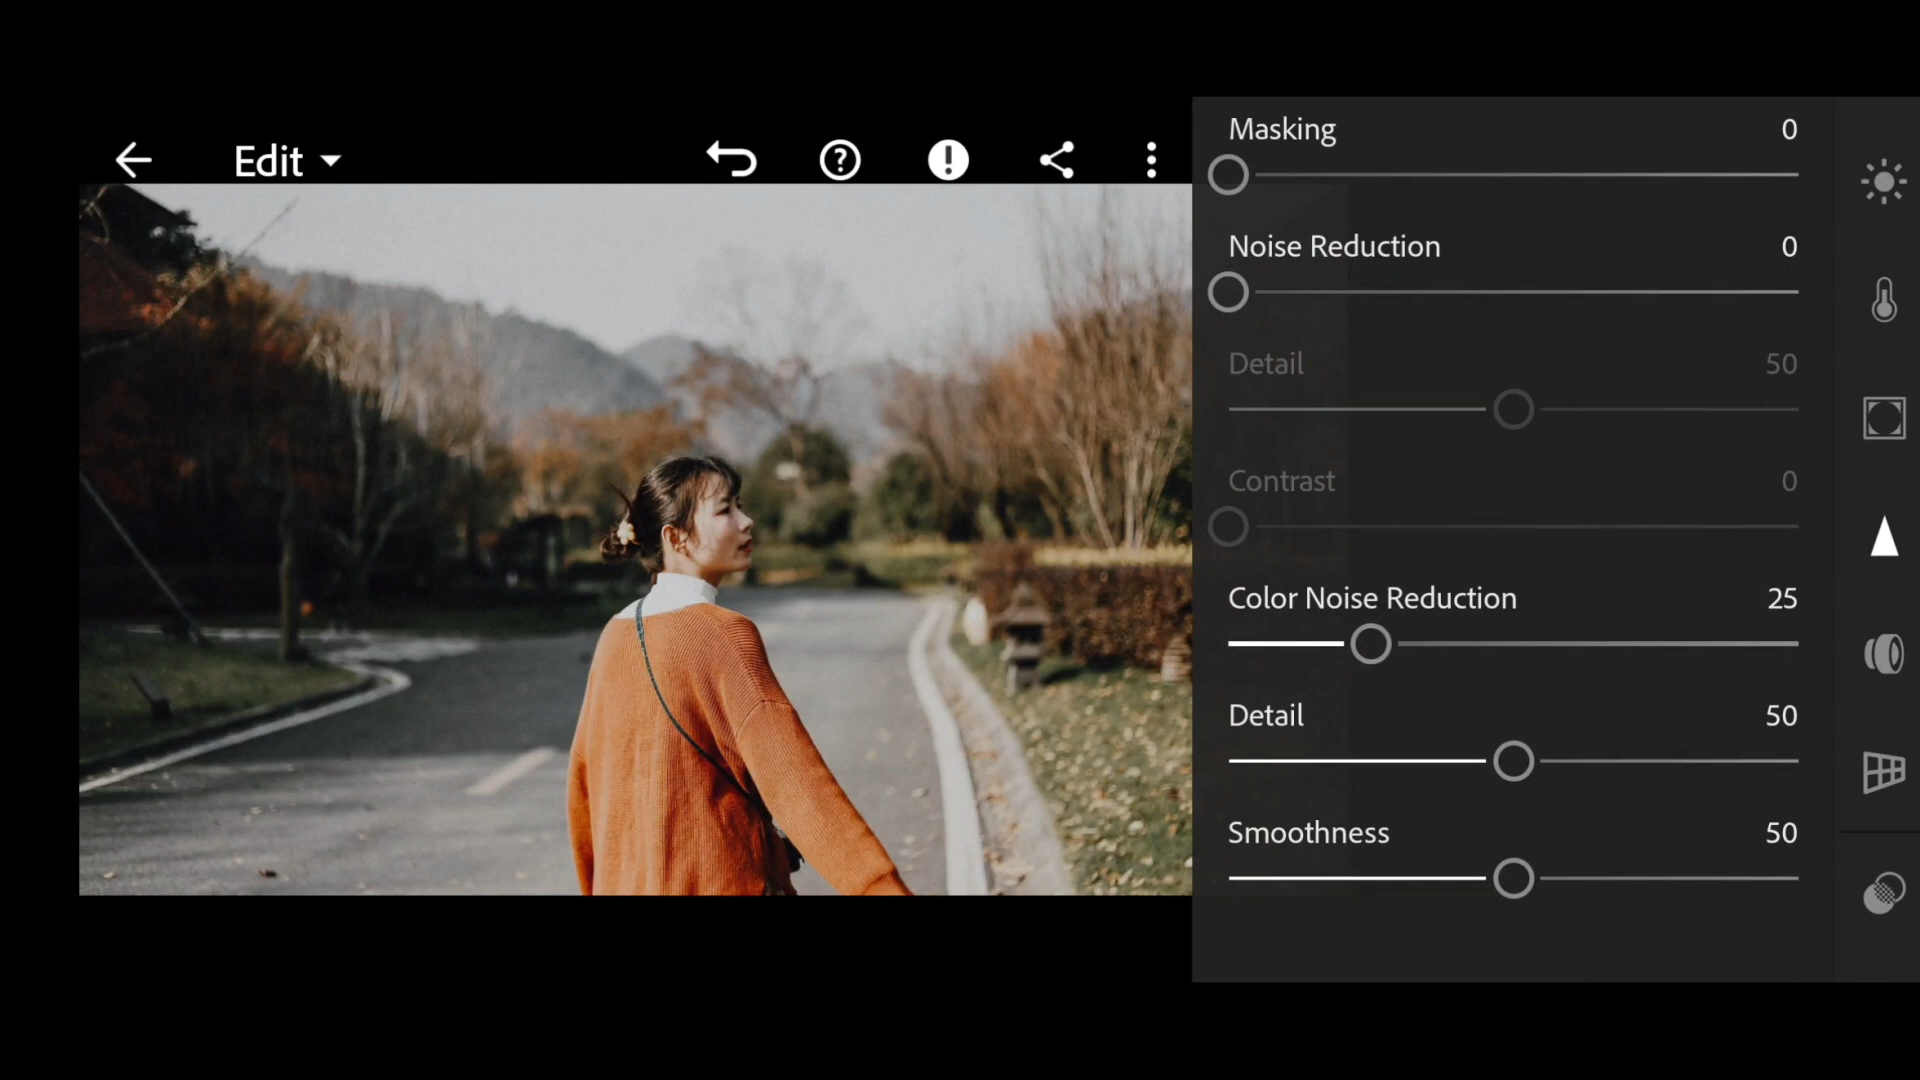 Edit
Masking 0
Noise Reduction 0
Detail 50
Contrast 0
Color Noise Reduction 25
Detail 50
Smoothness 50